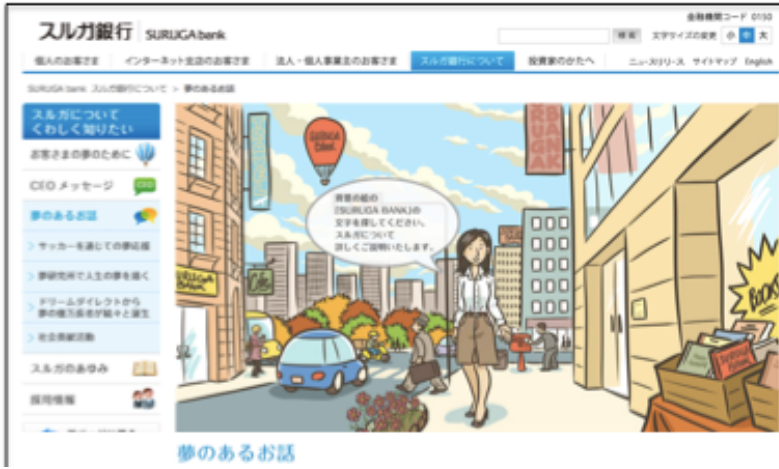 金融機関コード 0150
スルガ銀行 SURUGA bank
検索 文字サイズの変更 小 中 大
個人のお客さま インターネット支店のお客さま 法人・個人事業主のお客さま スルガ銀行について 投資家のかたへ ニュースリリース サイトマップ English
SURUGA bank スルガ銀行について > 夢のあるお話
スルガについて
くわしく知りたい
お客さまの夢のために
CEOメッセージ CEO
夢のあるお話
サッカーを通じての夢応援
夢研究所で人生の夢を描く
ドリームダイレクトから
夢の億万長者が続々と誕生
社会貢献活動
スルガのあゆみ
採用情報
SURUGA BANK
背景の絵の
「SURUGA BANK」の
文字を探してください。
スルガについて
詳しくご説明いたします。
SURUGA
BANK
Cafe
BOOKS
夢のあるお話